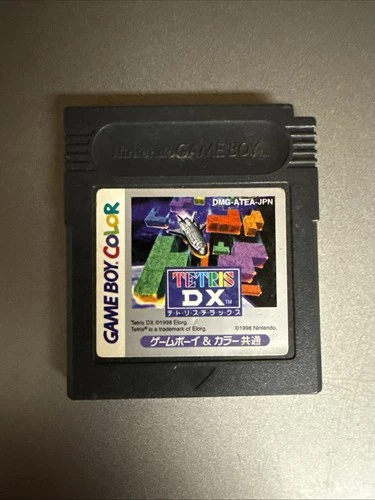 Nintendo GAME BOY
DMG-ATEA-JPN
GAME BOY COLOR
TETRIS
DX™
テ・ト・リ・ス・デ・ラ・ッ・ク・ス
Tetris DX ©1998 Elorg.
Tetris® is a trademark of Elorg.
©1998 Nintendo.
ゲームボーイ & カラー 共通